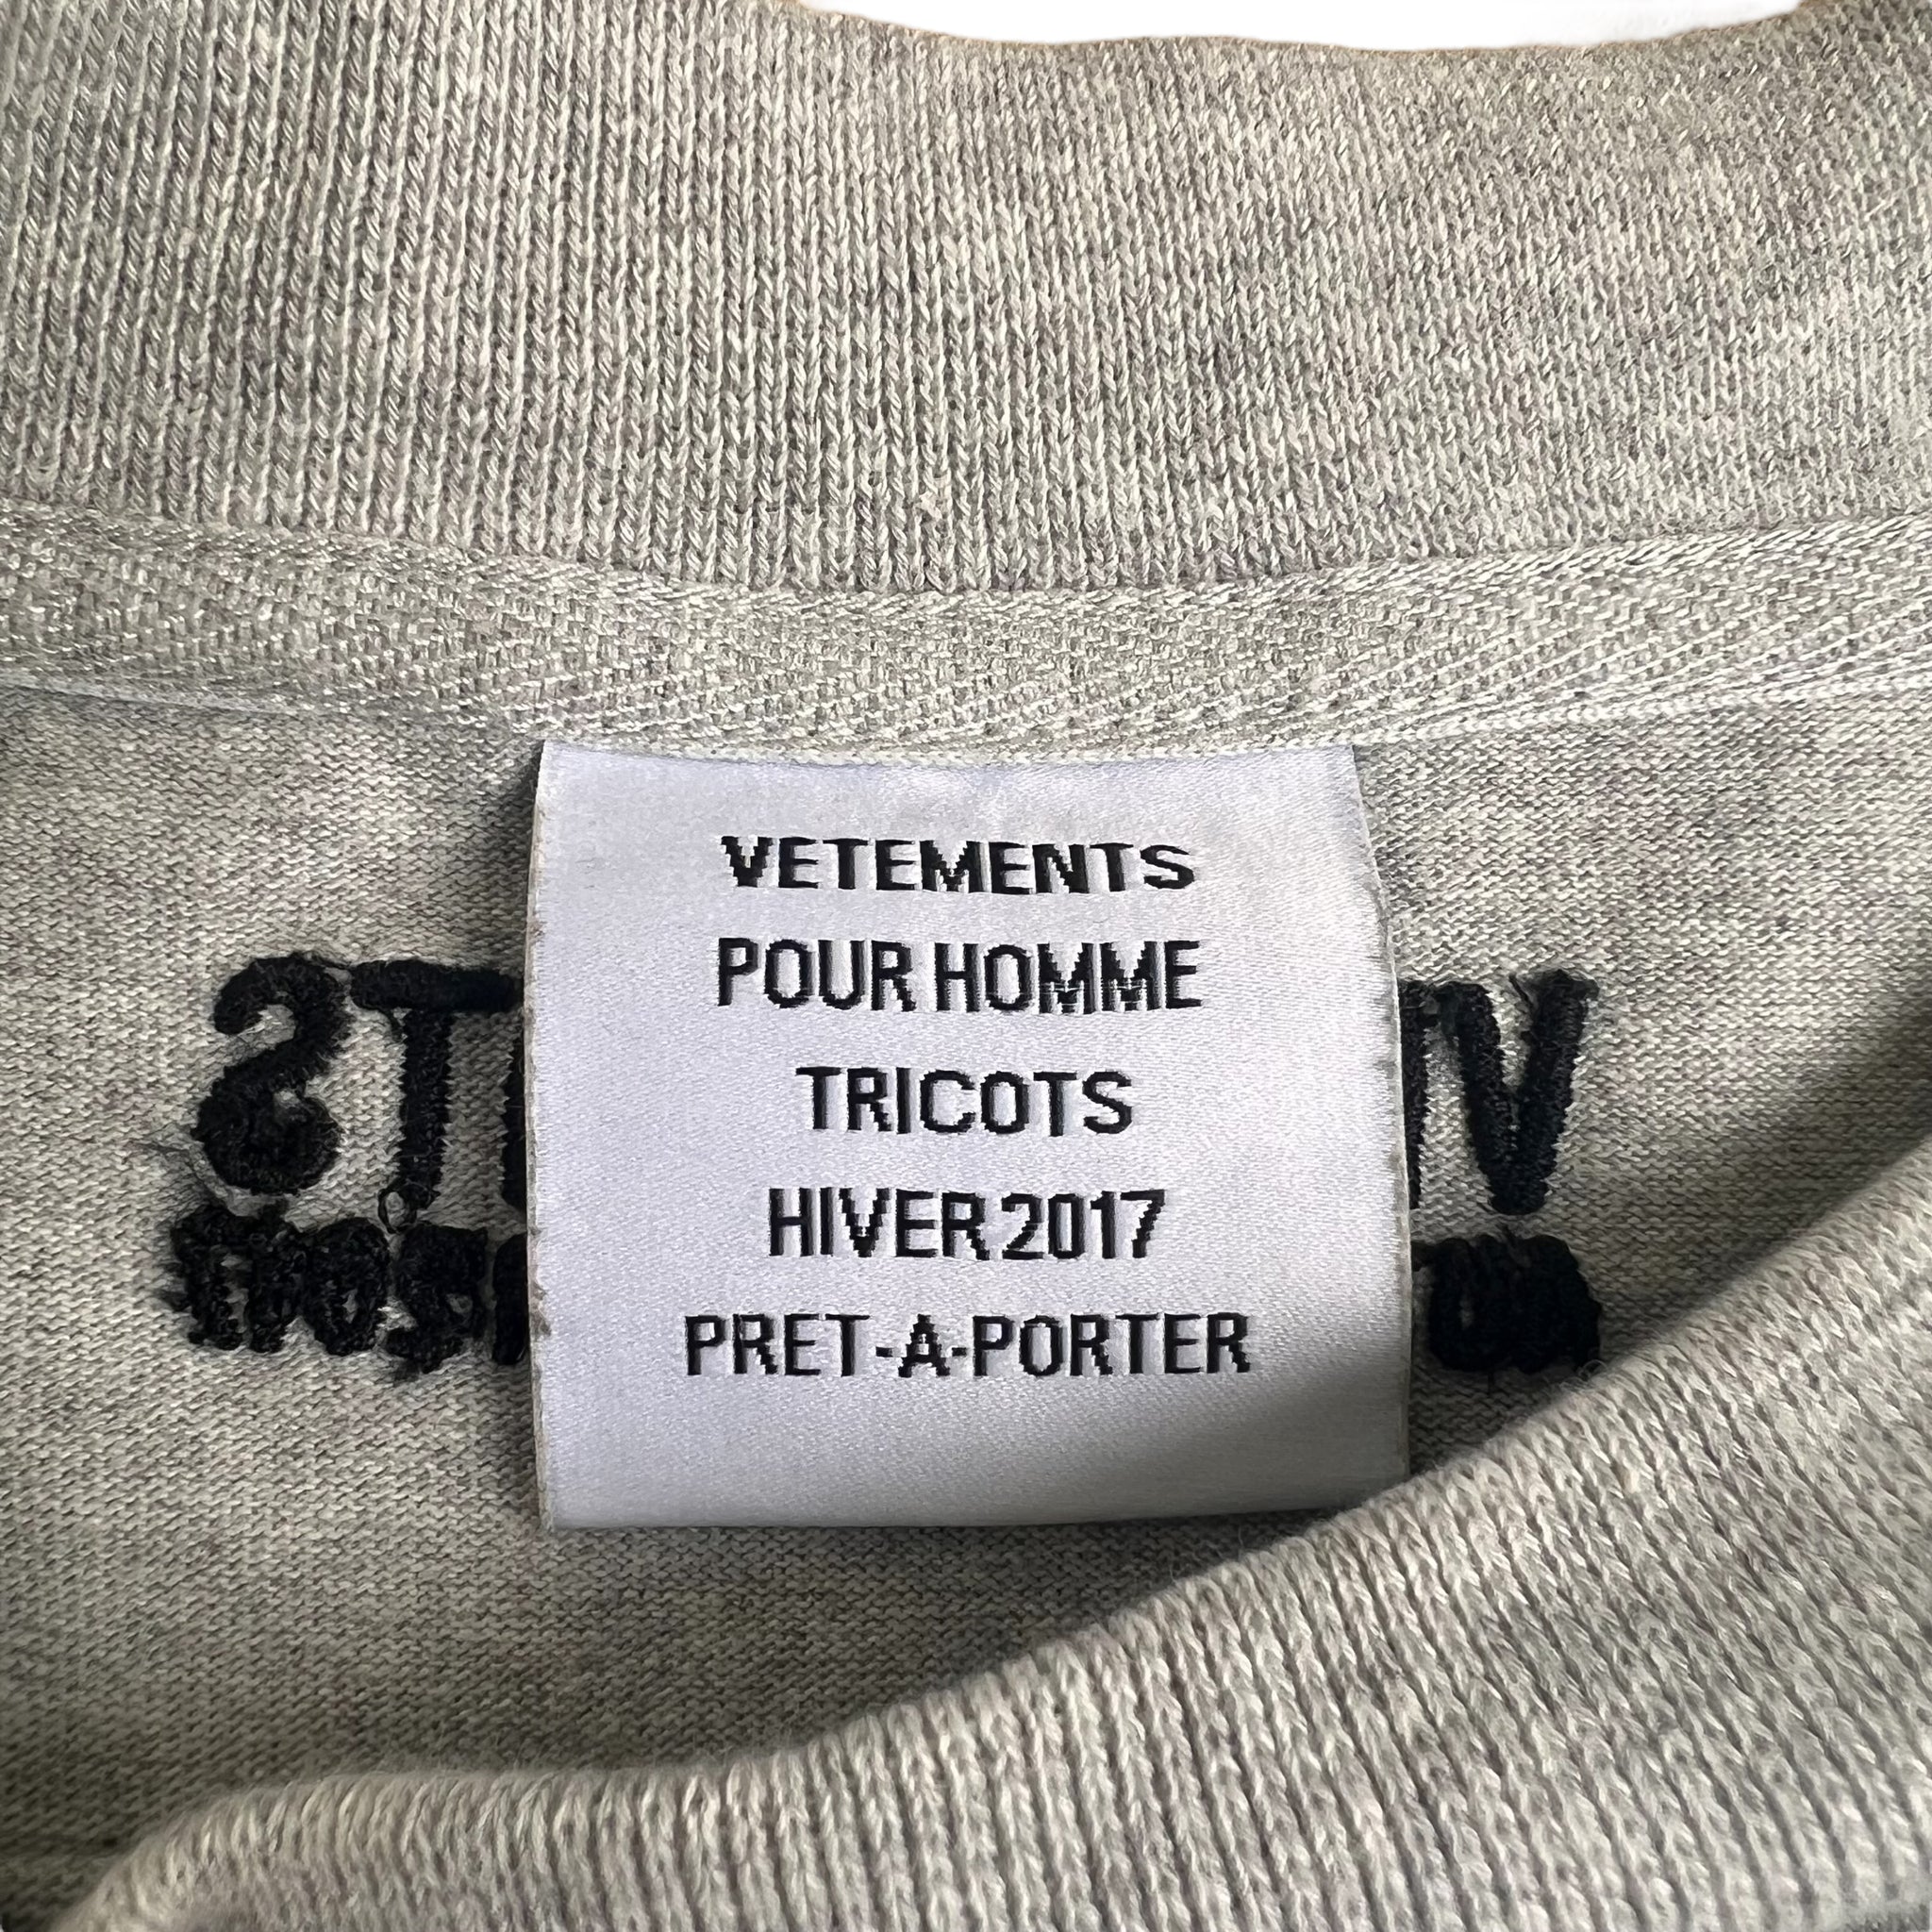 VETEMENTS
POUR HOMME
TRICOTS
HIVER 2017
PRET-A-PORTER